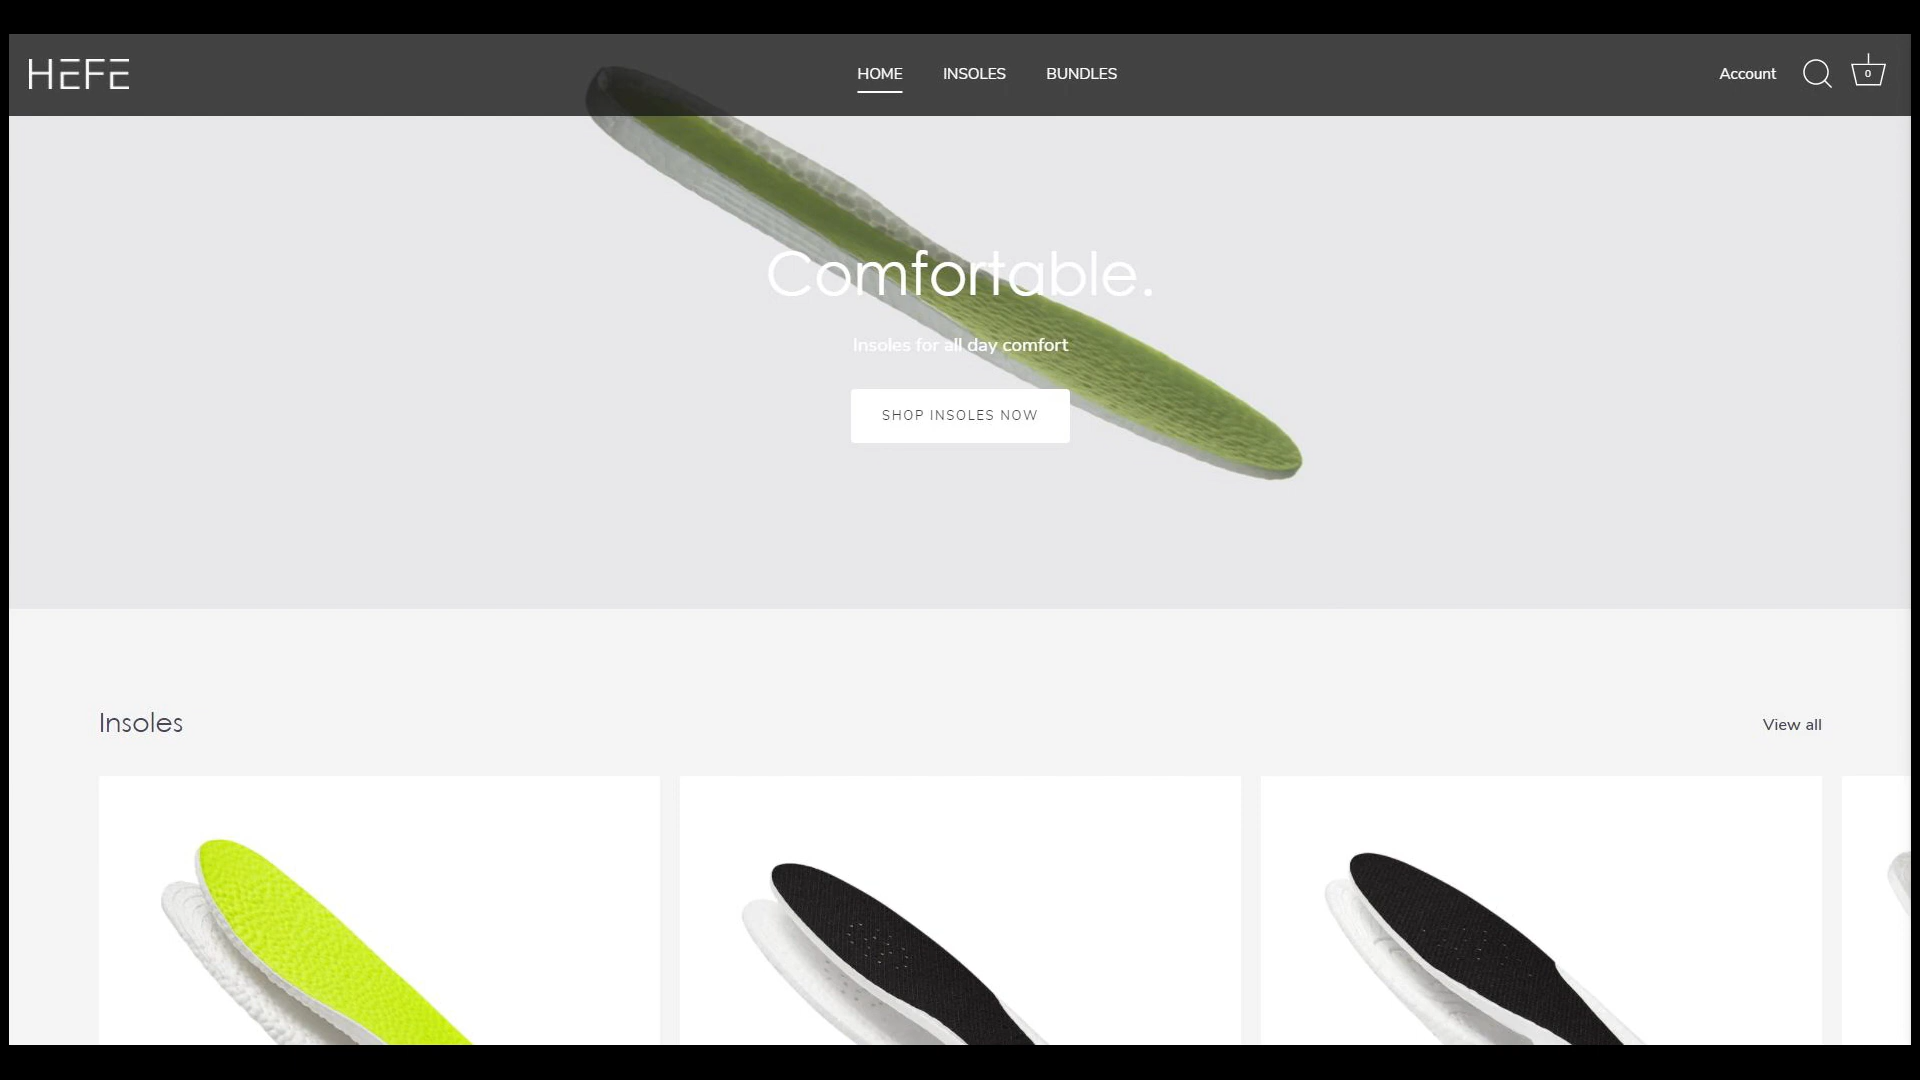 HEFE
HOME INSOLES BUNDLES
Account 0
Comfortable.
Insoles for all day comfort
SHOP INSOLES NOW
Insoles
View all